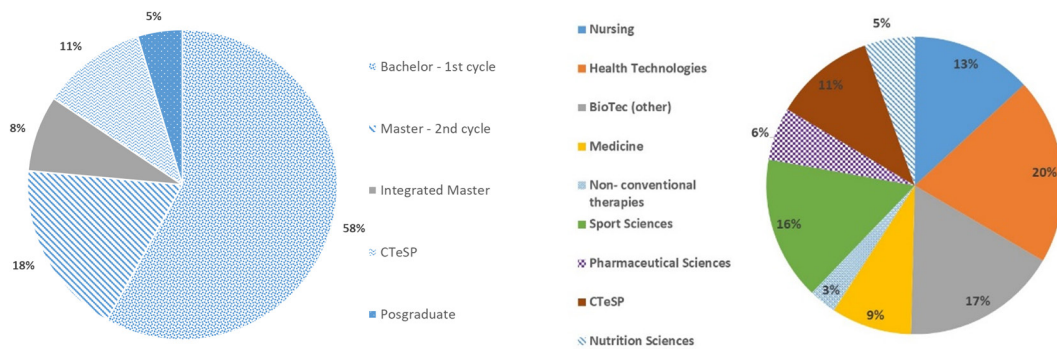 5%
11%
8%
18%
58%
Bachelor - 1st cycle
Master - 2nd cycle
Integrated Master
CTeSP
Posgraduate
Nursing
Health Technologies
BioTec (other)
Medicine
Non- conventional
therapies
Sport Sciences
Pharmaceutical Sciences
CTeSP
Nutrition Sciences
5%
13%
11%
6%
20%
16%
3%
9%
17%